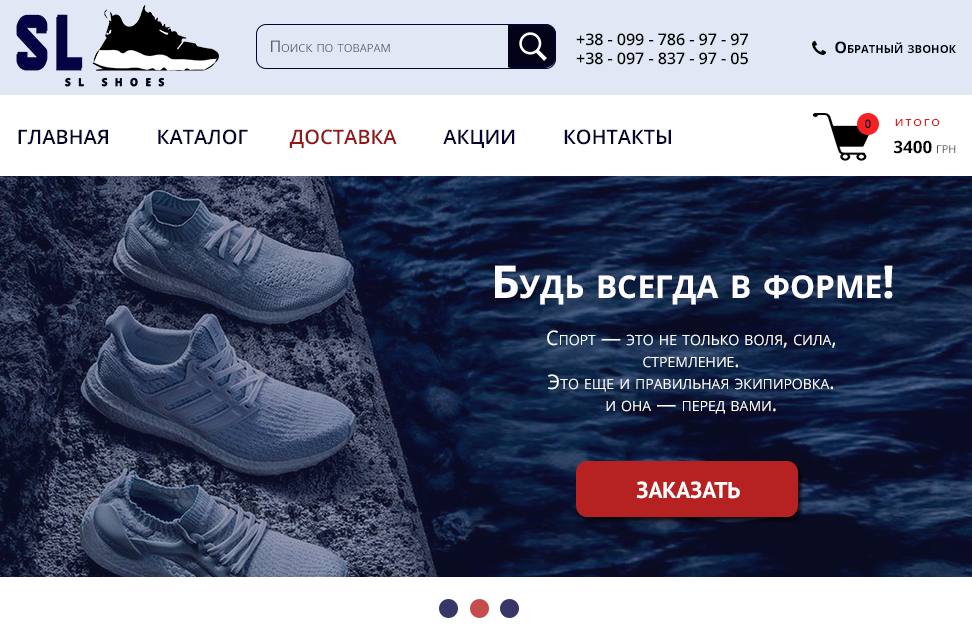 SL
SL SHOES
Поиск по товарам
+38 - 099 - 786 - 97 - 97
+38 - 097 - 837 - 97 - 05
Обратный звонок
ГЛАВНАЯ
КАТАЛОГ
ДОСТАВКА
АКЦИИ
КОНТАКТЫ
0
ИТОГО
3400 ГРН
Будь всегда в форме!
Спорт — это не только воля, сила,
стремление.
Это еще и правильная экипировка.
и она — перед вами.
ЗАКАЗАТЬ